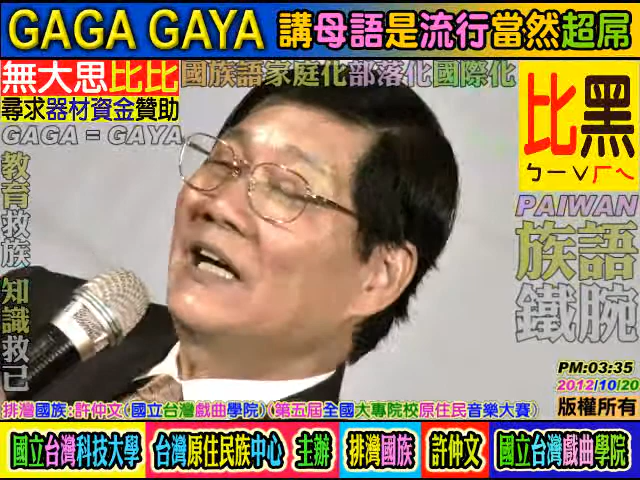 GAGA GAYA 講母語是流行當然超屌
無大思比比
國族語家庭化部落化國際化
尋求器材資金贊助
GAGA = GAYA
比黑
ㄅㄧˇㄏㄟ
教育救族 知識救己
PAIWAN
族語
鐵腕
PM:03:35
2012/10/20
版權所有
排灣國族:許仲文(國立台灣戲曲學院)(第五屆全國大專院校原住民音樂大賽)
國立台灣科技大學 台灣原住民族中心 主辦 排灣國族 許仲文 國立台灣戲曲學院